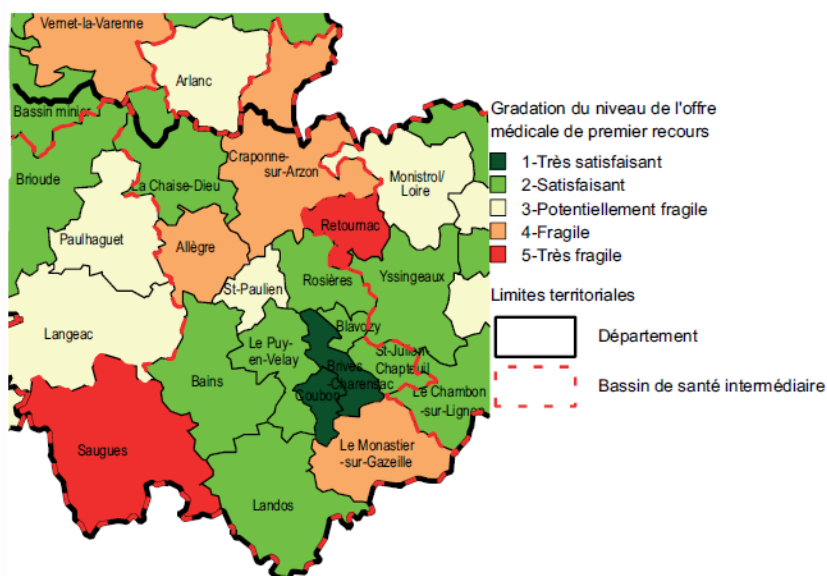 Vernet-la-Varenne
Arlanc
Bassin minier
Brioude
La Chaise-Dieu
Craponne-
sur-Arzon
Monistrol/
Loire
Paulhaguet
Allègre
Retournac
St-Paulien
Rosières
Yssingeaux
Langeac
Le Puy-
en-Velay
Blavozy
St-Julien
Chapteuil
Bains
Brives
-Charensac
Coubon
Le Chambon
-sur-Lignon
Saugues
Le Monastier
-sur-Gazeille
Landos
Gradation du niveau de l'offre
médicale de premier recours
1-Très satisfaisant
2-Satisfaisant
3-Potentiellement fragile
4-Fragile
5-Très fragile
Limites territoriales
Département
Bassin de santé intermédiaire